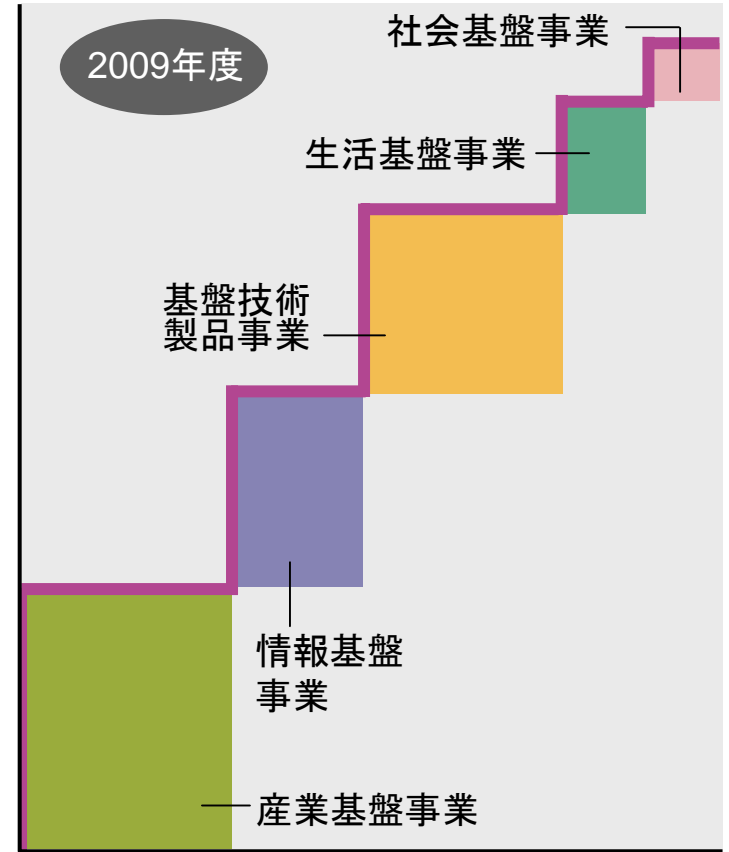 2009年度
社会基盤事業
生活基盤事業
基盤技術
製品事業
情報基盤
事業
産業基盤事業